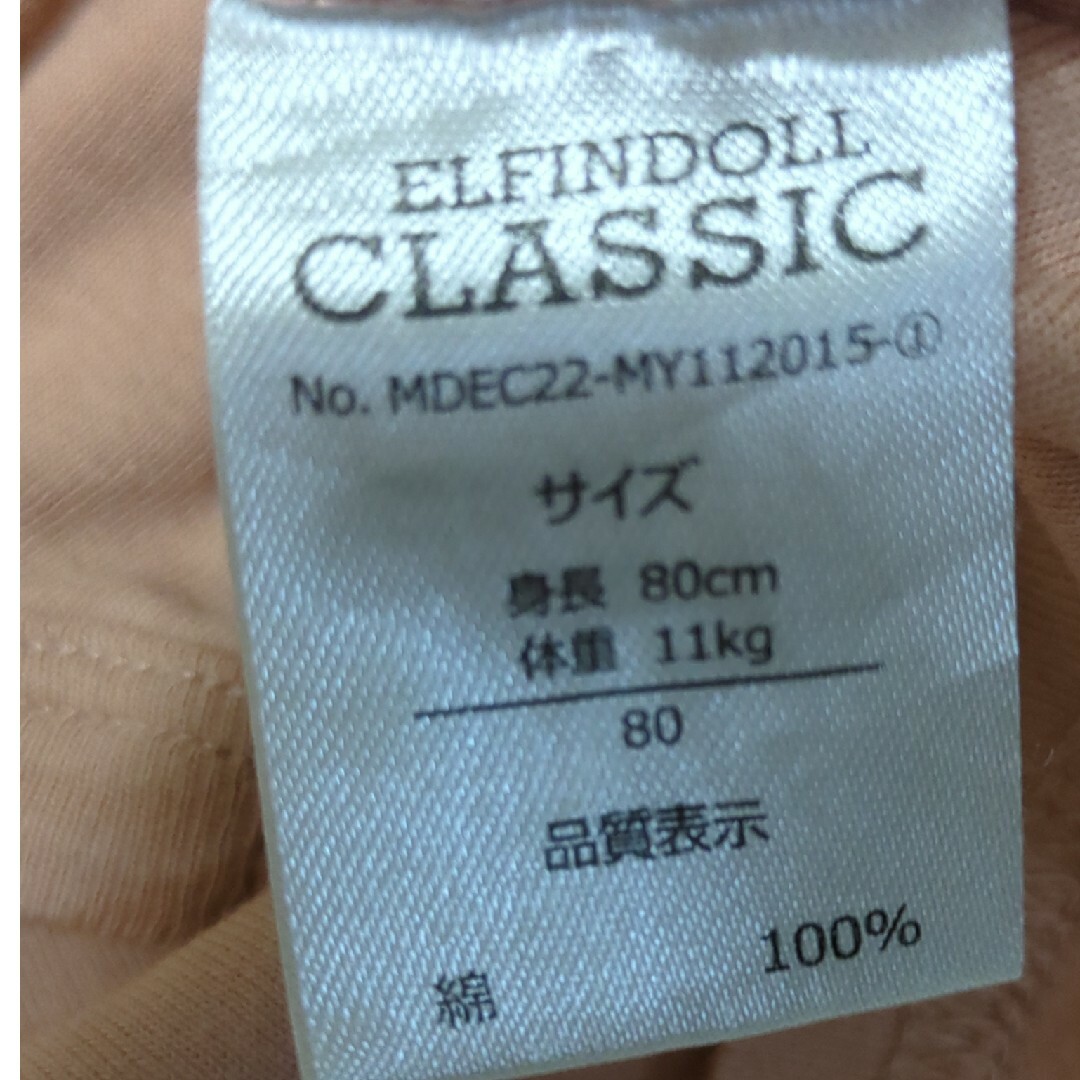 ELFINDOLL
CLASSIC
No. MDEC22-MY112015-①
サイズ
身長 80cm
体重 11kg
80
品質表示
綿 100%